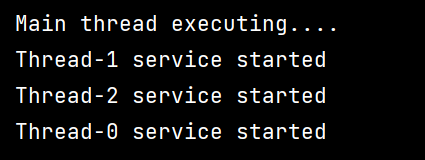 Main thread executing....
Thread-1 service started
Thread-2 service started
Thread-0 service started